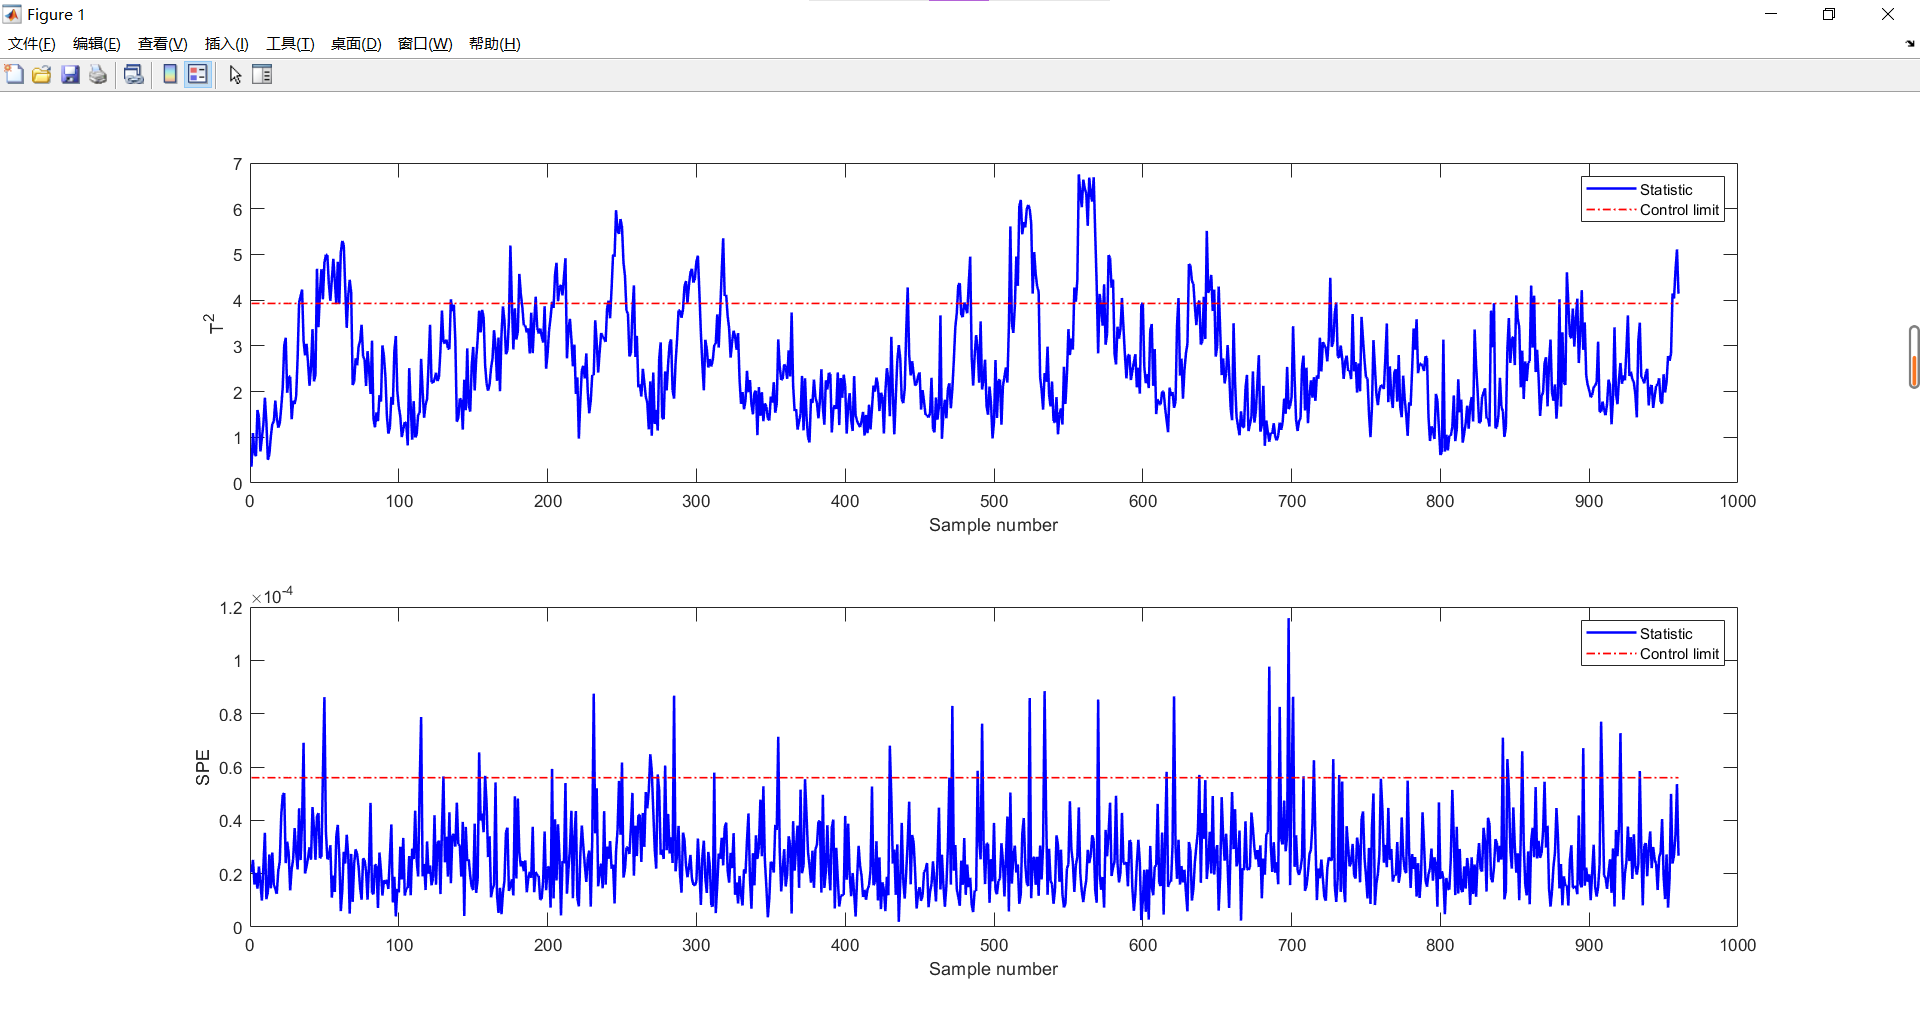 Figure 1
文件(F) 编辑(E) 查看(V) 插入(I) 工具(T) 桌面(D) 窗口(W) 帮助(H)
7
6
5
4
3
2
1
0
T²
0 100 200 300 400 500 600 700 800 900 1000
Sample number
Statistic
Control limit
×10⁻⁴
1.2
1
0.8
0.6
0.4
0.2
0
SPE
0 100 200 300 400 500 600 700 800 900 1000
Sample number
Statistic
Control limit